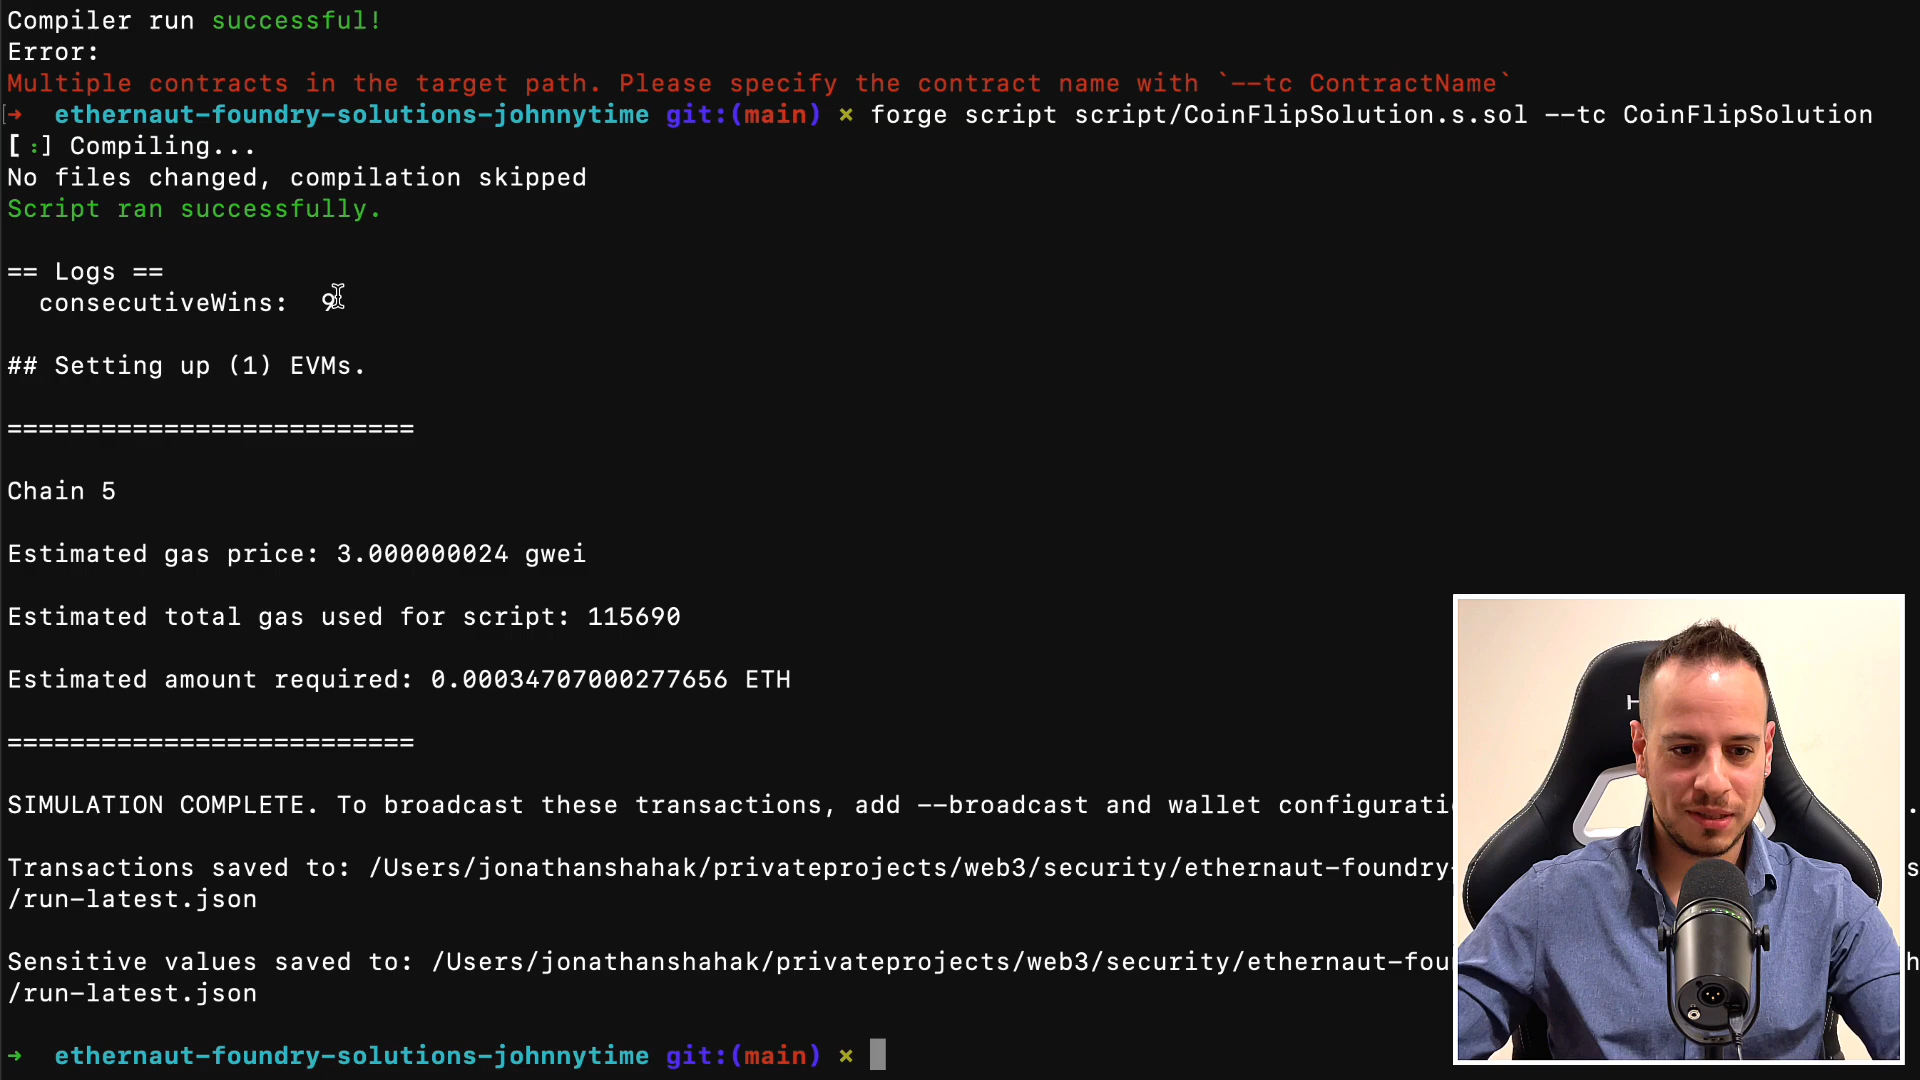 Compiler run successful!
Error:
Multiple contracts in the target path. Please specify the contract name with `--tc ContractName`
→ ethernaut-foundry-solutions-johnnytime git:(main) × forge script script/CoinFlipSolution.s.sol --tc CoinFlipSolution
[⠃] Compiling...
No files changed, compilation skipped
Script ran successfully.
== Logs ==
consecutiveWins: 9
## Setting up (1) EVMs.
==========================
Chain 5
Estimated gas price: 3.000000024 gwei
Estimated total gas used for script: 115690
Estimated amount required: 0.00034707000277656 ETH
==========================
SIMULATION COMPLETE. To broadcast these transactions, add --broadcast and wallet
Transactions saved to: /Users/jonathanshahak/privateprojects/web3/security/ethernaut-foundry-
/run-latest.json
Sensitive values saved to: /Users/jonathanshahak/privateprojects/web3/security/ethernaut-fou
/run-latest.json
→ ethernaut-foundry-solutions-johnnytime git:(main) ×